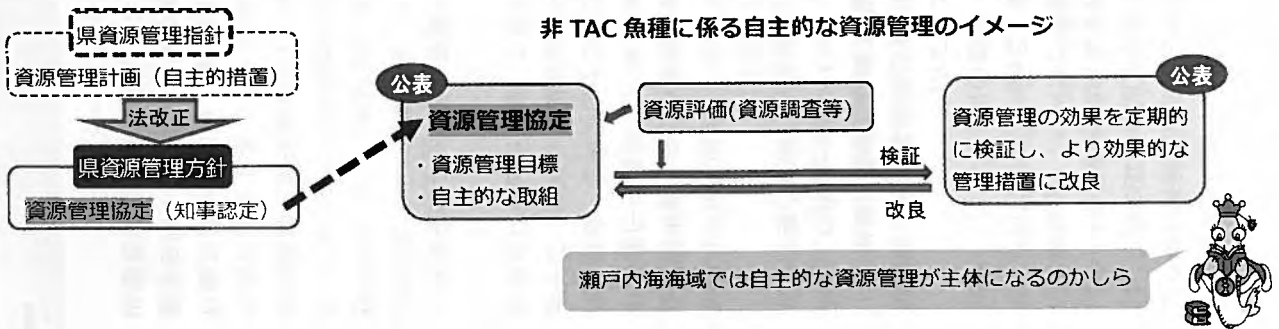 非 TAC 魚種に係る自主的な資源管理のイメージ
県資源管理指針
資源管理計画（自主的措置）
法改正
県資源管理方針
資源管理協定（知事認定）
公表
資源管理協定
・資源管理目標
・自主的な取組
資源評価(資源調査等)
検証
改良
公表
資源管理の効果を定期的
に検証し、より効果的な
管理措置に改良
瀬戸内海海域では自主的な資源管理が主体になるのかしら